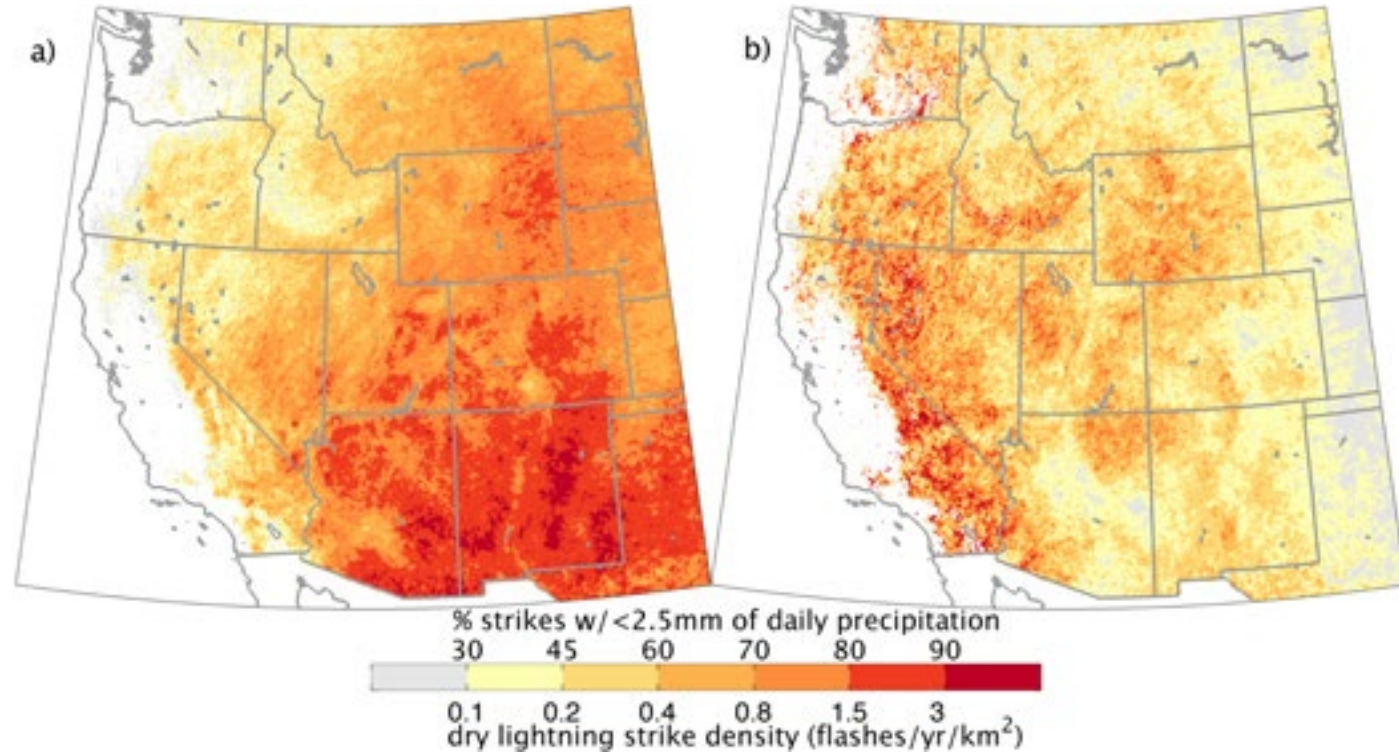 a)
b)
% strikes w/<2.5mm of daily precipitation
30 45 60 70 80 90
0.1 0.2 0.4 0.8 1.5 3
dry lightning strike density (flashes/yr/km²)